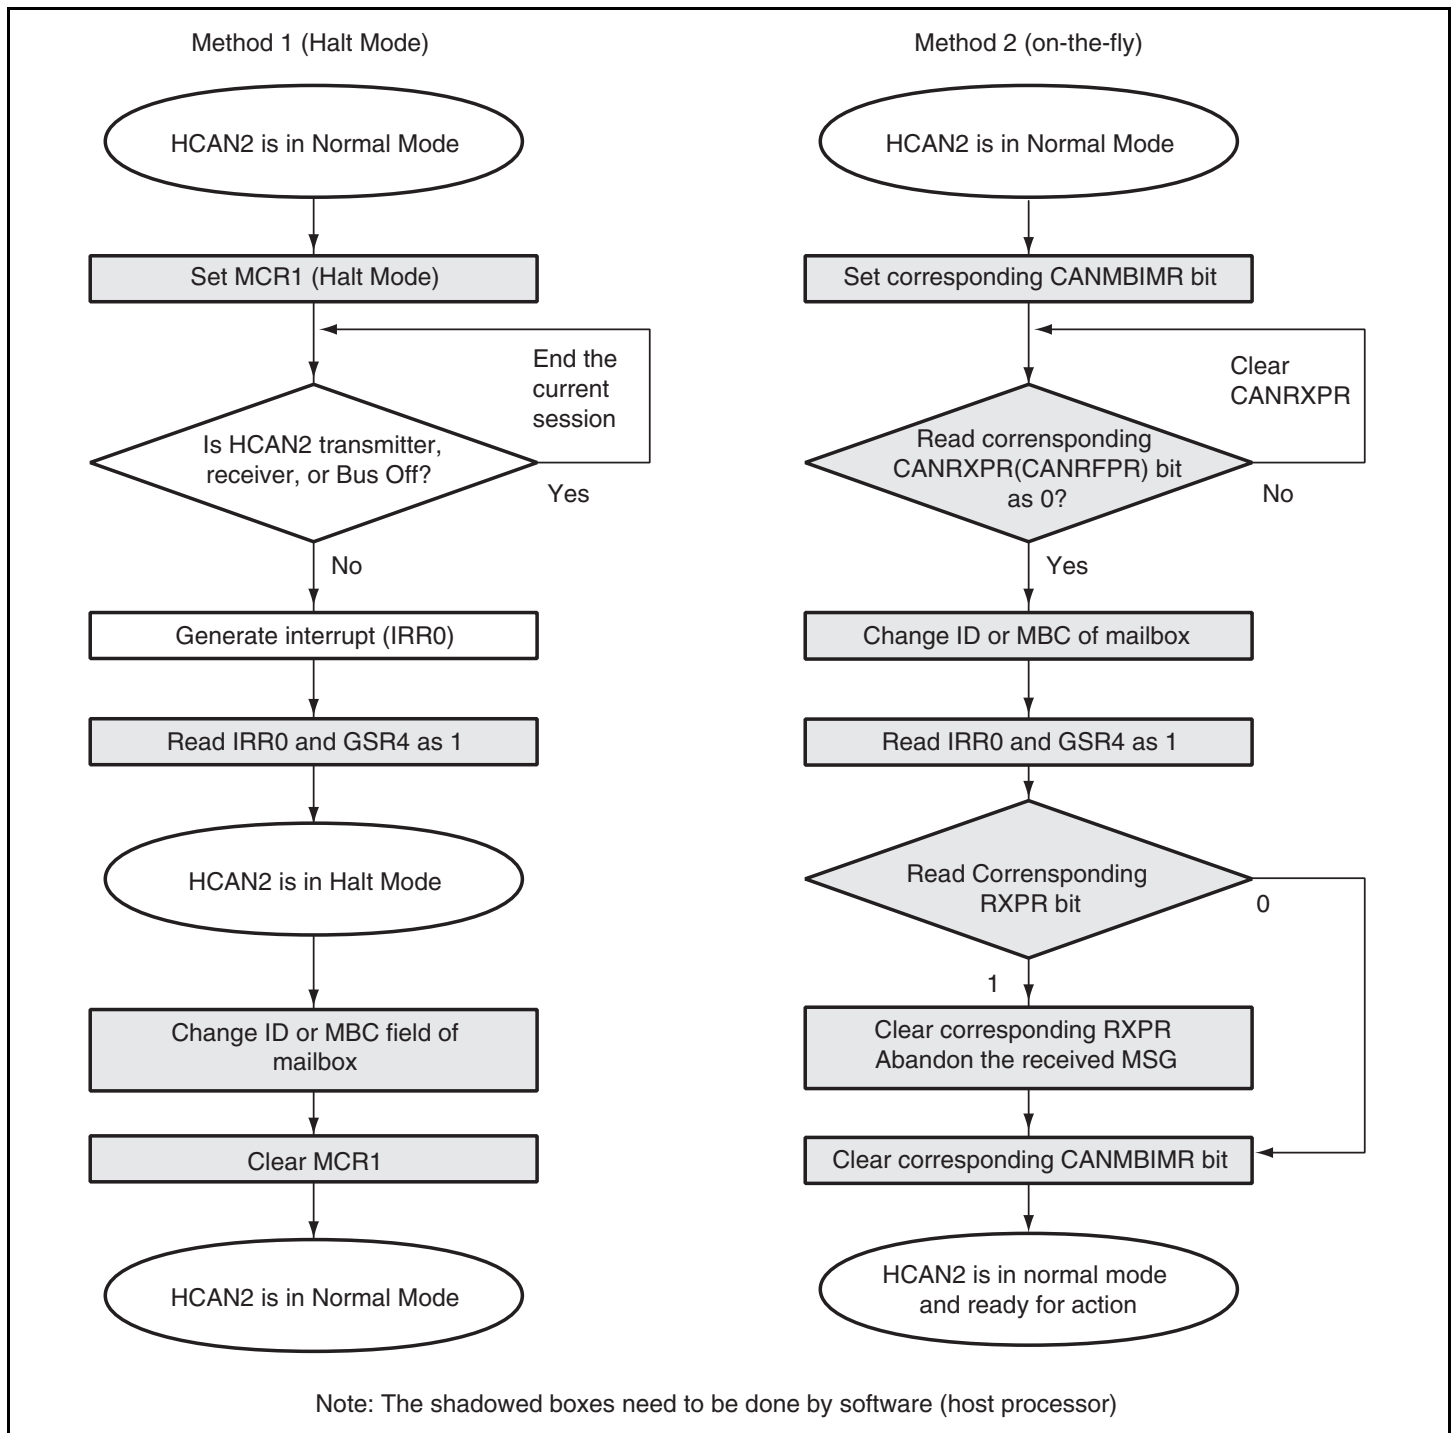 Method 1 (Halt Mode)
HCAN2 is in Normal Mode
Set MCR1 (Halt Mode)
End the
current
session
Is HCAN2 transmitter,
receiver, or Bus Off?
Yes
No
Generate interrupt (IRR0)
Read IRR0 and GSR4 as 1
HCAN2 is in Halt Mode
Change ID or MBC field of
mailbox
Clear MCR1
HCAN2 is in Normal Mode
Method 2 (on-the-fly)
HCAN2 is in Normal Mode
Set corresponding CANMBIMR bit
Clear
CANRXPR
Read corrensponding
CANRXPR(CANRFPR) bit
as 0?
No
Yes
Change ID or MBC of mailbox
Read IRR0 and GSR4 as 1
Read Corrensponding
RXPR bit
0
1
Clear corresponding RXPR
Abandon the received MSG
Clear corresponding CANMBIMR bit
HCAN2 is in normal mode
and ready for action
Note: The shadowed boxes need to be done by software (host processor)